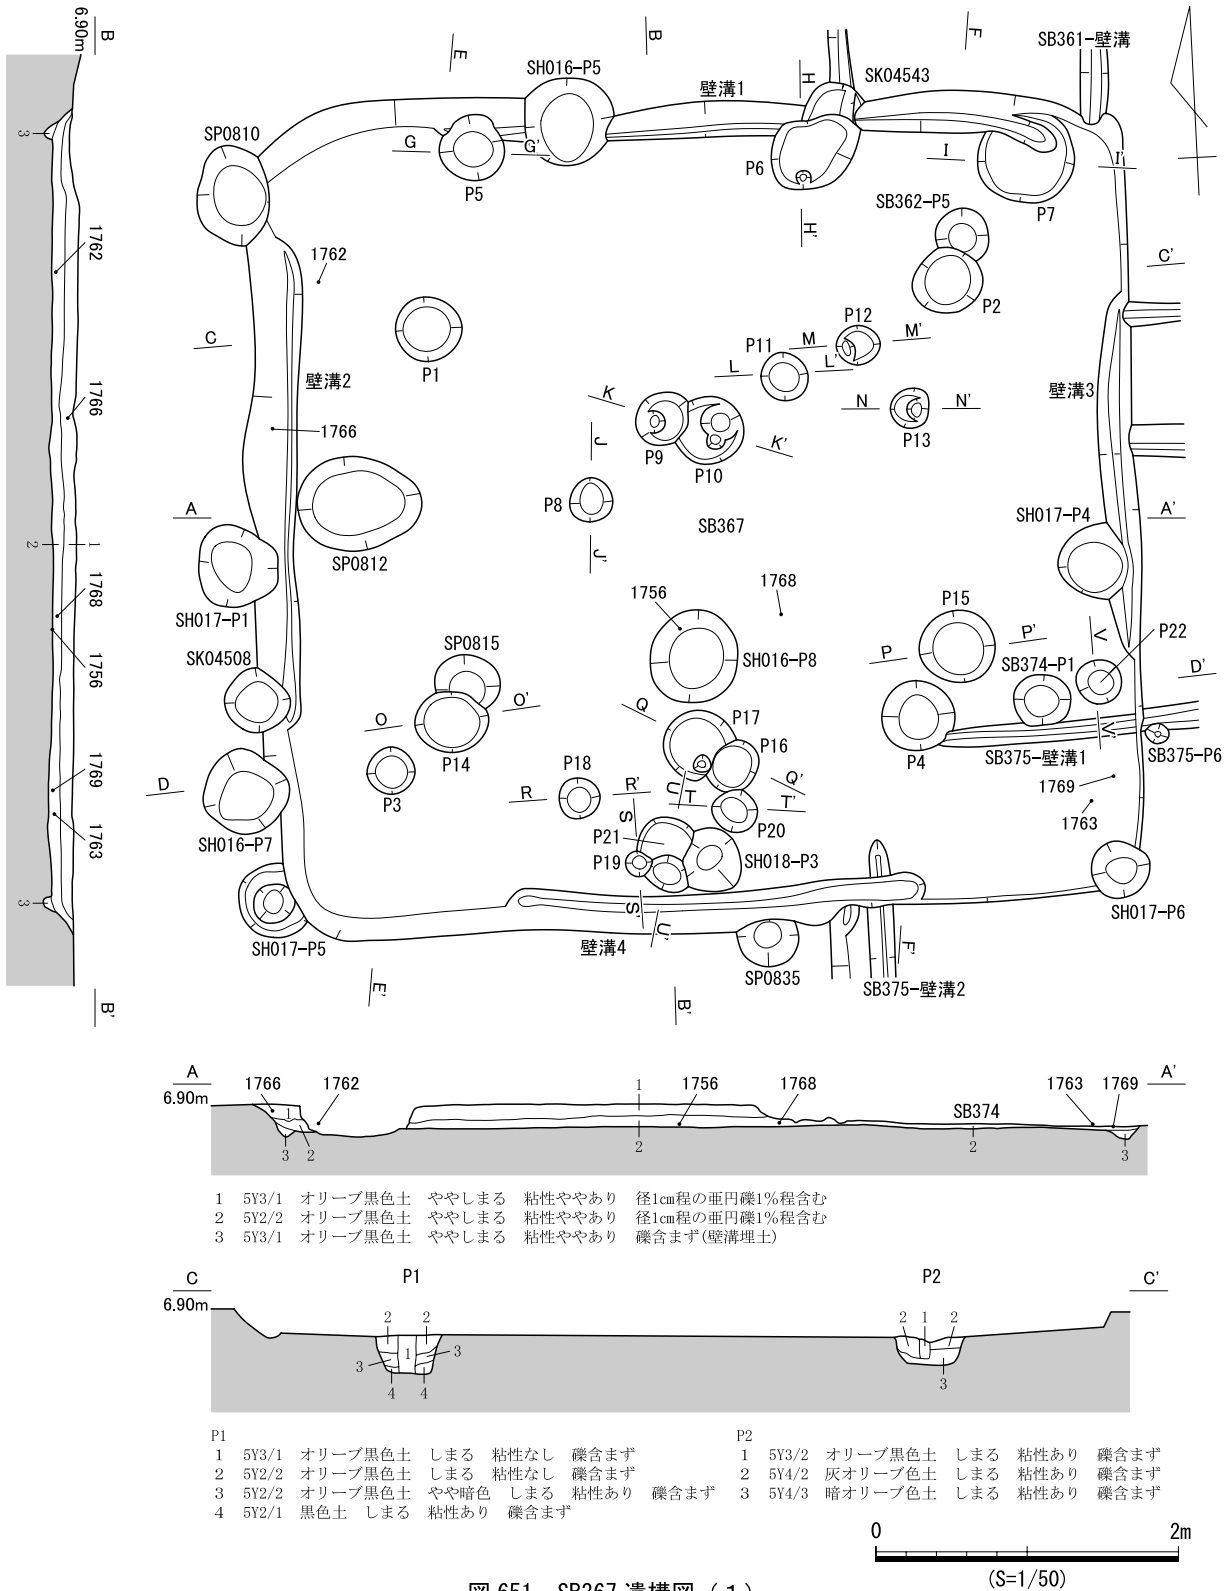 6.90m
B
E
B
F
SB361-壁溝
SH016-P5
壁溝1
H
SK04543
3
SP0810
G
G'
P5
P6
I
I'
P7
SB362-P5
H'
1762
1762
C'
P2
P12
M
M'
C
P1
P11
L
L'
壁溝2
壁溝3
K
N
N'
1766
1766
J
P13
P9
K'
P10
P8
A
SH017-P4
A'
SB367
2
1
J'
SP0812
1768
1768
SH017-P1
1756
P15
V
P22
SP0815
P'
SK04508
SH016-P8
P
SB374-P1
D'
1756
Q
O
O'
P17
P16
V'
P14
P4
SB375-壁溝1
SB375-P6
D
P18
U
Q'
1769
1769
P3
R
R'
T
T'
S
P20
1763
1763
P21
SH016-P7
P19
SH018-P3
3
SH017-P6
S'
U'
SH017-P5
壁溝4
F'
SP0835
SB375-壁溝2
E'
B'
B'
A
A'
6.90m
1766
1762
1
1756
1768
1763
1769
1
SB374
3
2
2
2
3
1 5Y3/1 オリーブ黒色土 ややしまる 粘性ややあり 径1cm程の亜円礫1％程含む
2 5Y2/2 オリーブ黒色土 ややしまる 粘性ややあり 径1cm程の亜円礫1％程含む
3 5Y3/1 オリーブ黒色土 ややしまる 粘性ややあり 礫含まず(壁溝埋土)
C
P1
P2
C'
6.90m
2
2
2
1
2
3
1
3
4
4
3
P1
1 5Y3/1 オリーブ黒色土 しまる 粘性なし 礫含まず
2 5Y2/2 オリーブ黒色土 しまる 粘性なし 礫含まず
3 5Y2/2 オリーブ黒色土 やや暗色 しまる 粘性あり 礫含まず
4 5Y2/1 黒色土 しまる 粘性あり 礫含まず
P2
1 5Y3/2 オリーブ黒色土 しまる 粘性あり 礫含まず
2 5Y4/2 灰オリーブ色土 しまる 粘性あり 礫含まず
3 5Y4/3 暗オリーブ色土 しまる 粘性あり 礫含まず
0
2m
(S=1/50)
図651 SB367遺構図（1）